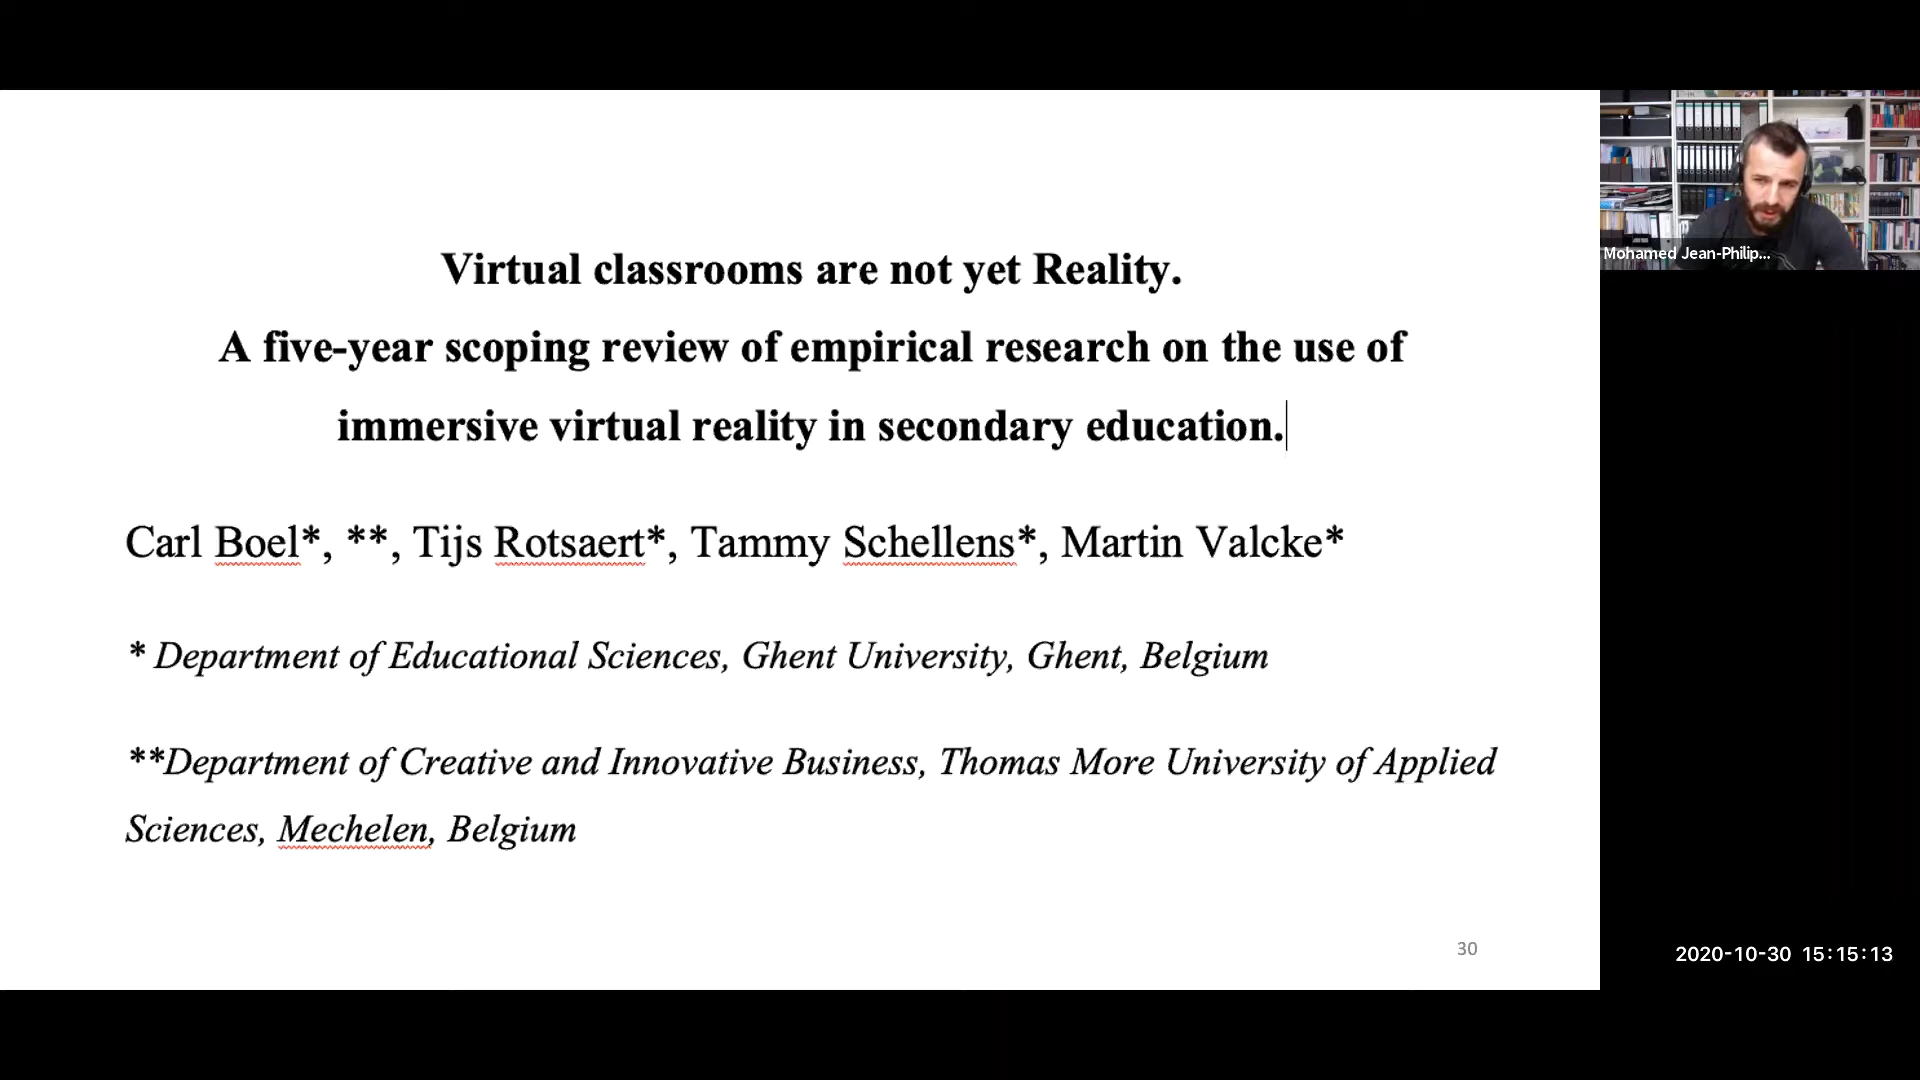 Virtual classrooms are not yet Reality.
A five-year scoping review of empirical research on the use of
immersive virtual reality in secondary education.
Carl Boel*, **, Tijs Rotsaert*, Tammy Schellens*, Martin Valcke*
* Department of Educational Sciences, Ghent University, Ghent, Belgium
**Department of Creative and Innovative Business, Thomas More University of Applied
Sciences, Mechelen, Belgium
30
Mohamed Jean-Philip...
2020-10-30 15:15:13